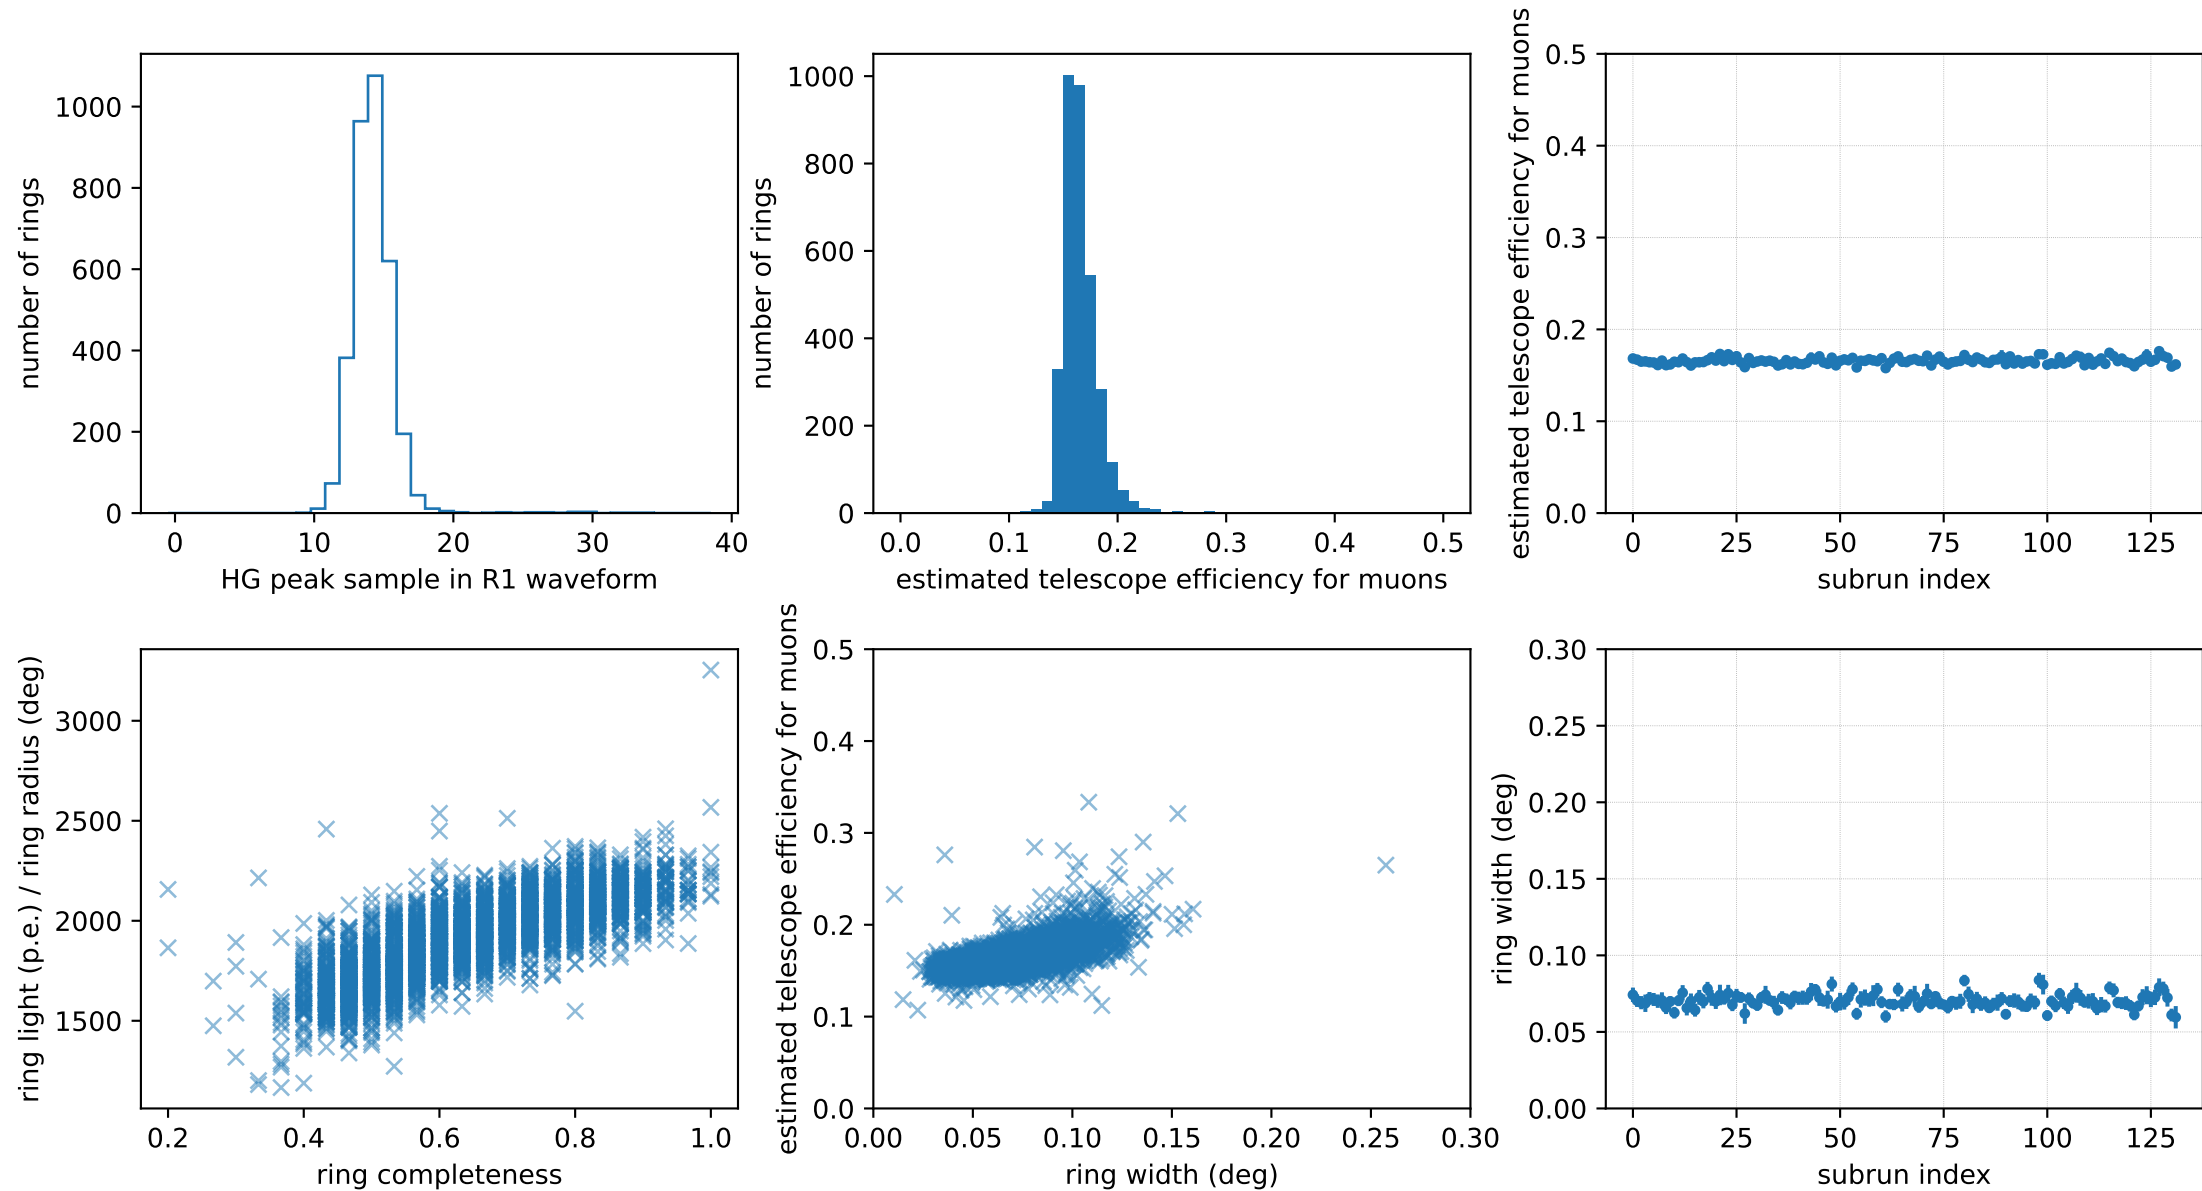 number of rings
1000
800
600
400
200
0
0 10 20 30 40
HG peak sample in R1 waveform
number of rings
1000
800
600
400
200
0
0.0 0.1 0.2 0.3 0.4 0.5
estimated telescope efficiency for muons
estimated telescope efficiency for muons
0.5
0.4
0.3
0.2
0.1
0.0
0 25 50 75 100 125
subrun index
ring light (p.e.) / ring radius (deg)
3000
2500
2000
1500
0.2 0.4 0.6 0.8 1.0
ring completeness
estimated telescope efficiency for muons
0.5
0.4
0.3
0.2
0.1
0.0
0.00 0.05 0.10 0.15 0.20 0.25 0.30
ring width (deg)
ring width (deg)
0.30
0.25
0.20
0.15
0.10
0.05
0.00
0 25 50 75 100 125
subrun index